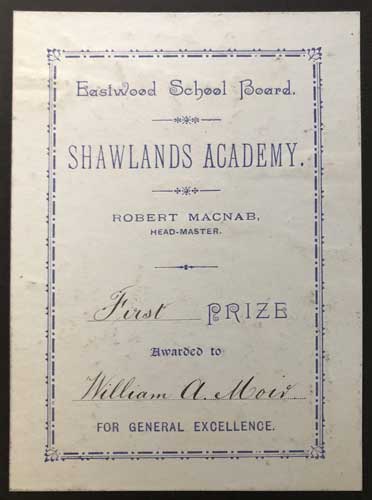 Eastwood School Board.
SHAWLANDS ACADEMY.
ROBERT MACNAB,
HEAD-MASTER.
First PRIZE
Awarded to
William A. Moir.
FOR GENERAL EXCELLENCE.